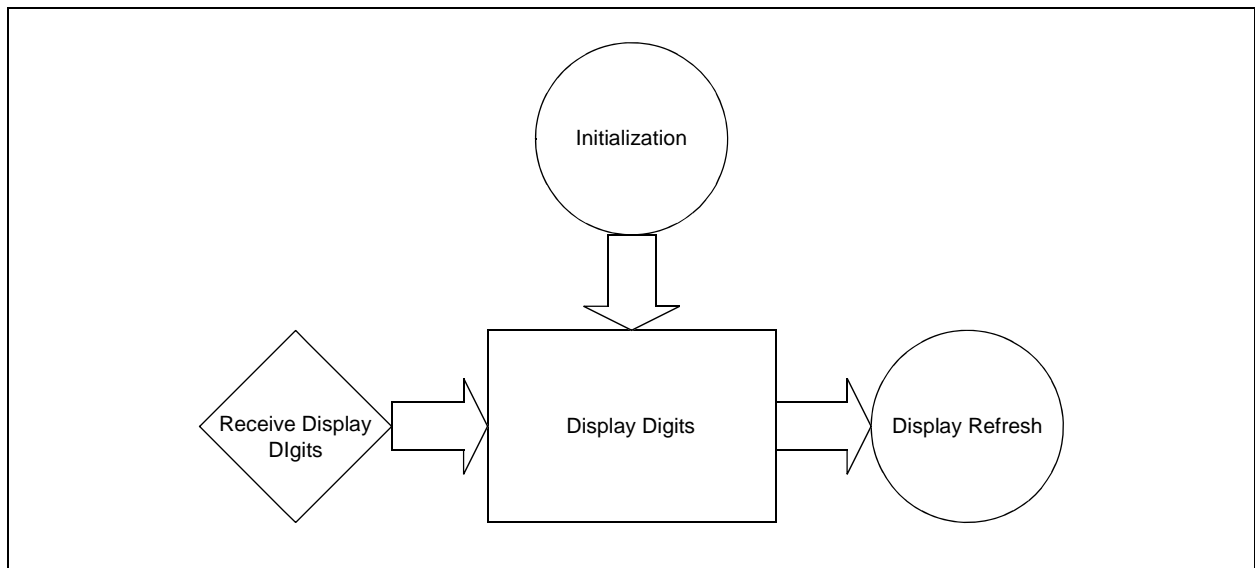 Initialization
Receive Display
DIgits
Display Digits
Display Refresh